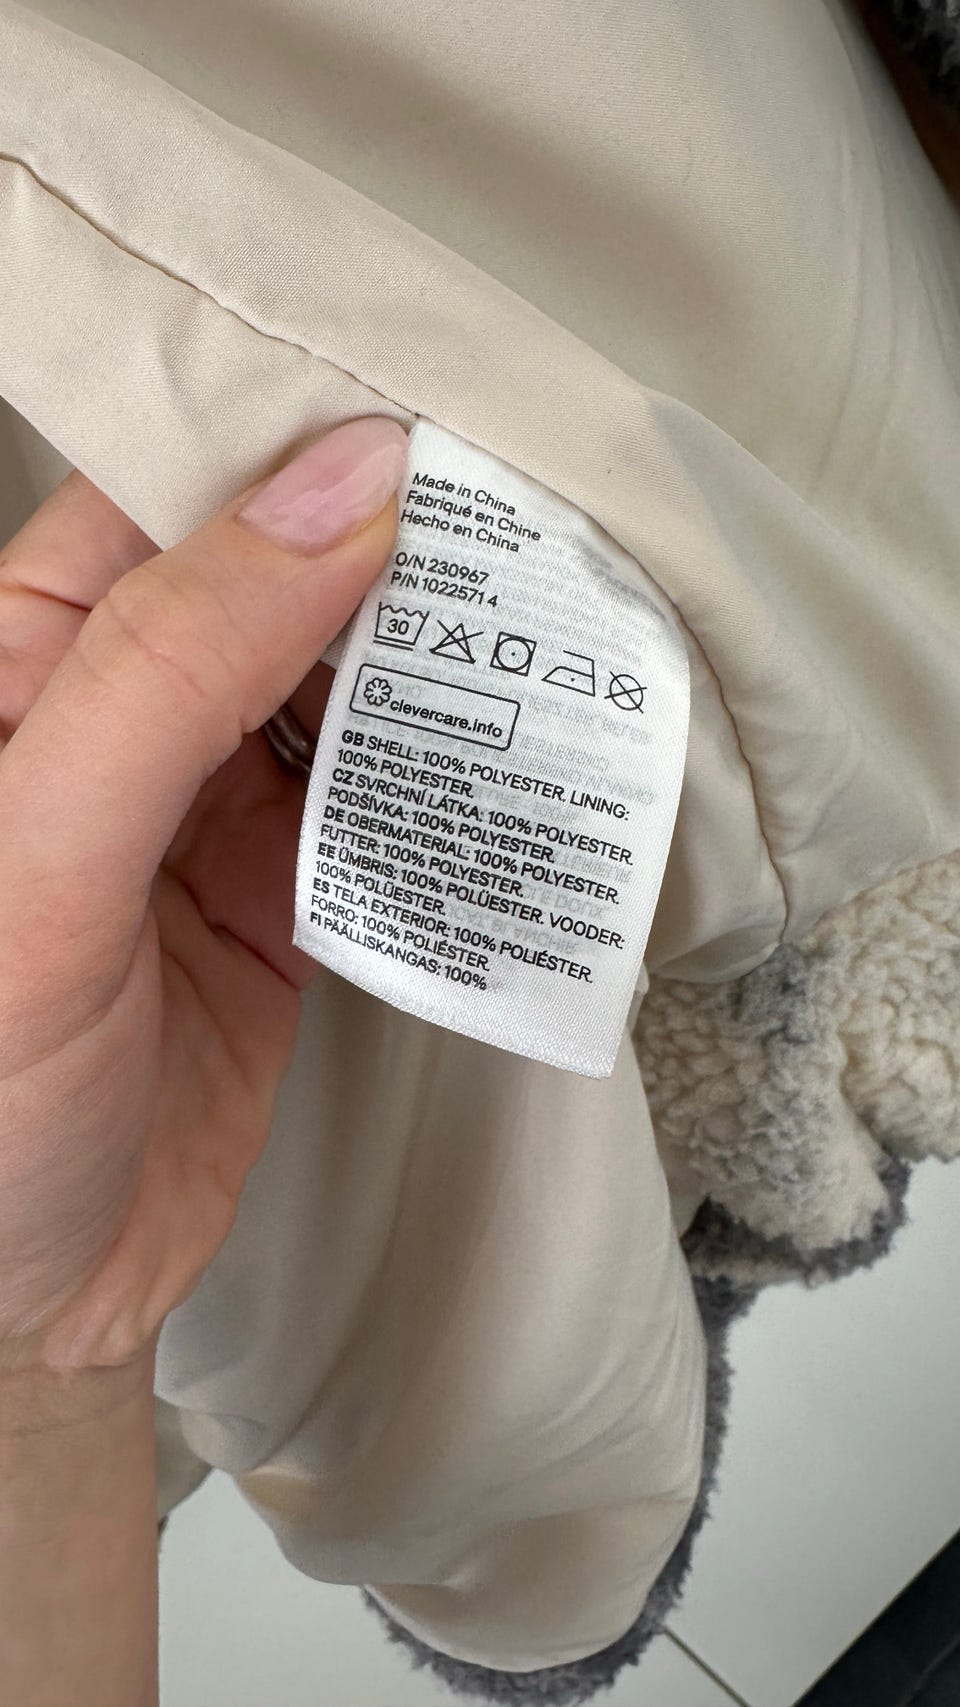 Made in China
Fabriqué en Chine
Hecho en China
O/N 230967
P/N 1022571 4
30
clevercare.info
GB SHELL: 100% POLYESTER. LINING:
100% POLYESTER.
CZ SVRCHNÍ LÁTKA: 100% POLYESTER.
PODŠÍVKA: 100% POLYESTER.
DE OBERMATERIAL: 100% POLYESTER.
FUTTER: 100% POLYESTER.
EE ÜMBRIS: 100% POLÜESTER. VOODER:
100% POLÜESTER.
ES TELA EXTERIOR: 100% POLIÉSTER.
FORRO: 100% POLIÉSTER.
FI PÄÄLLISKANGAS: 100%